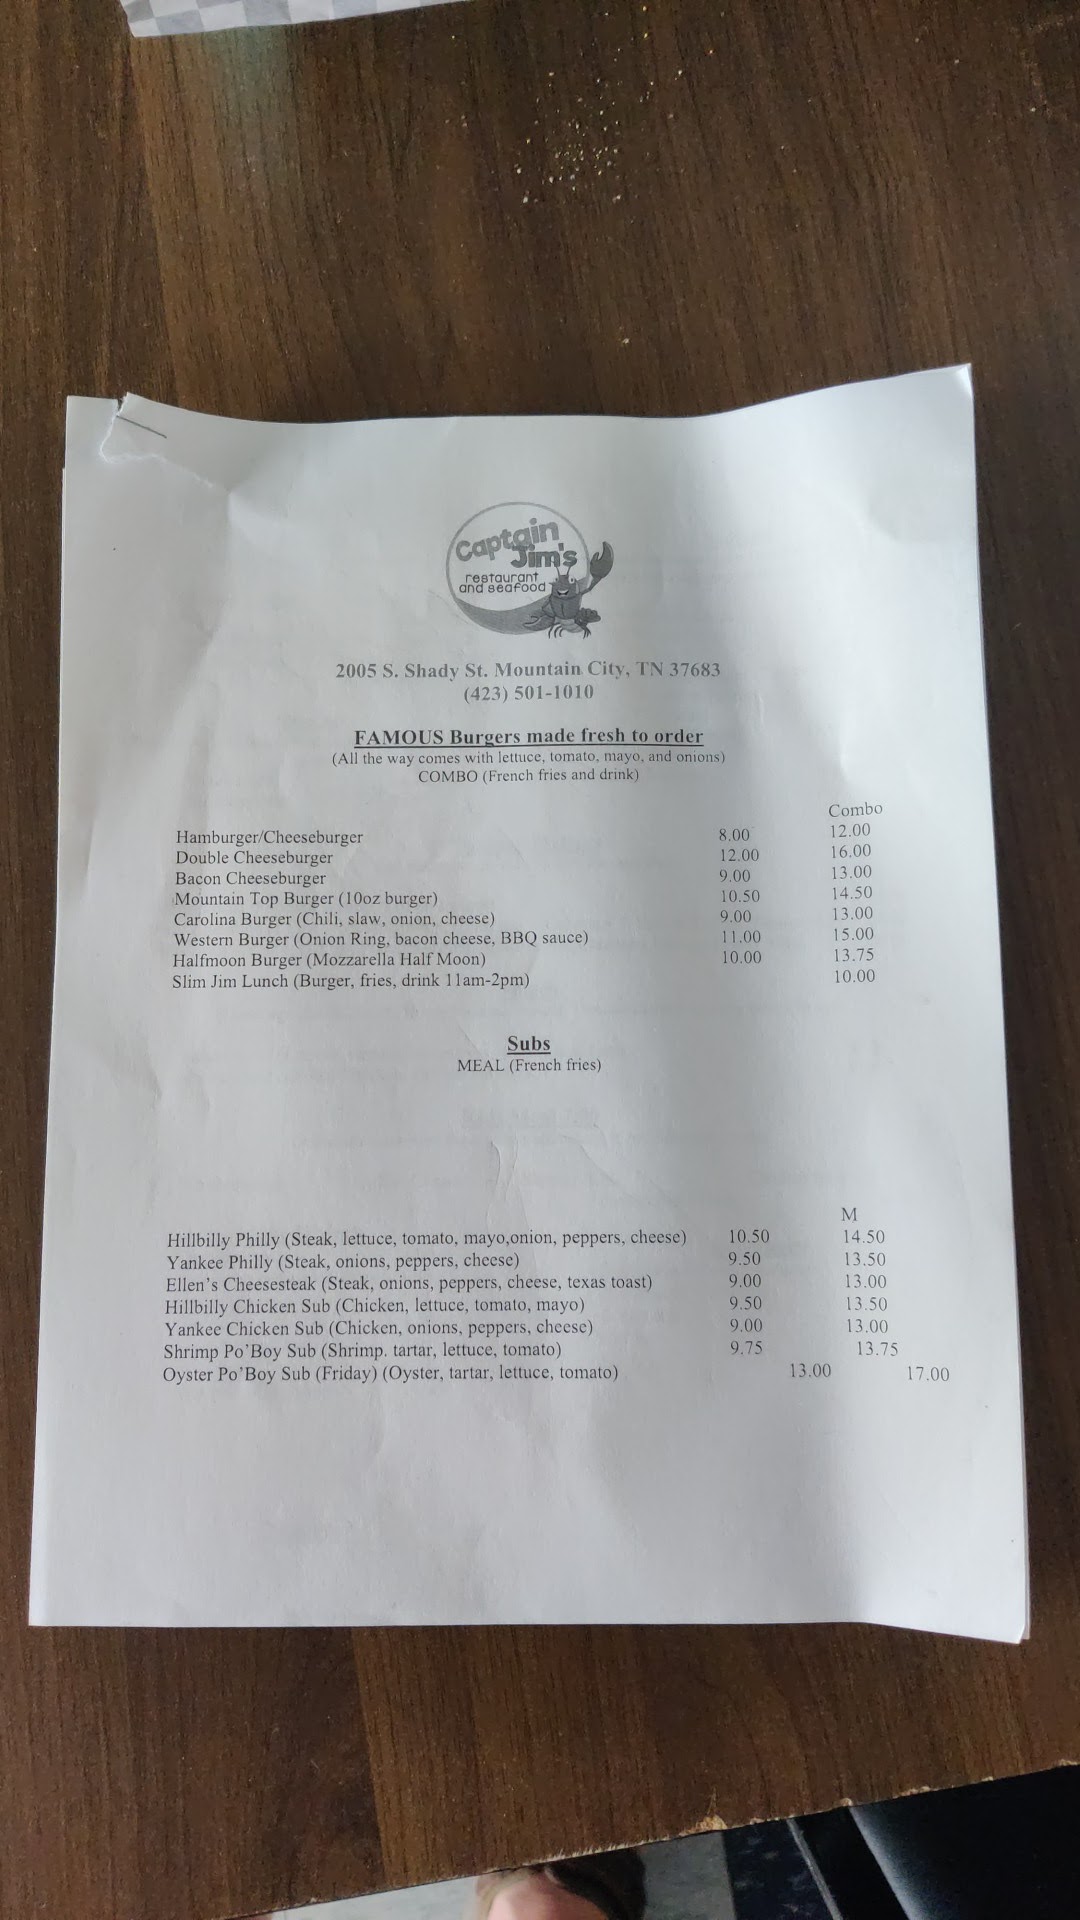 Captain
Jim's
restaurant
and seafood
2005 S. Shady St. Mountain City, TN 37683
(423) 501-1010
FAMOUS Burgers made fresh to order
(All the way comes with lettuce, tomato, mayo, and onions)
COMBO (French fries and drink)
Combo
Hamburger/Cheeseburger 8.00 12.00
Double Cheeseburger 12.00 16.00
Bacon Cheeseburger 9.00 13.00
Mountain Top Burger (10oz burger) 10.50 14.50
Carolina Burger (Chili, slaw, onion, cheese) 9.00 13.00
Western Burger (Onion Ring, bacon cheese, BBQ sauce) 11.00 15.00
Halfmoon Burger (Mozzarella Half Moon) 10.00 13.75
Slim Jim Lunch (Burger, fries, drink 11am-2pm) 10.00
Subs
MEAL (French fries)
M
Hillbilly Philly (Steak, lettuce, tomato, mayo,onion, peppers, cheese) 10.50 14.50
Yankee Philly (Steak, onions, peppers, cheese) 9.50 13.50
Ellen's Cheesesteak (Steak, onions, peppers, cheese, texas toast) 9.00 13.00
Hillbilly Chicken Sub (Chicken, lettuce, tomato, mayo) 9.50 13.50
Yankee Chicken Sub (Chicken, onions, peppers, cheese) 9.00 13.00
Shrimp Po'Boy Sub (Shrimp. tartar, lettuce, tomato) 9.75 13.75
Oyster Po'Boy Sub (Friday) (Oyster, tartar, lettuce, tomato) 13.00 17.00